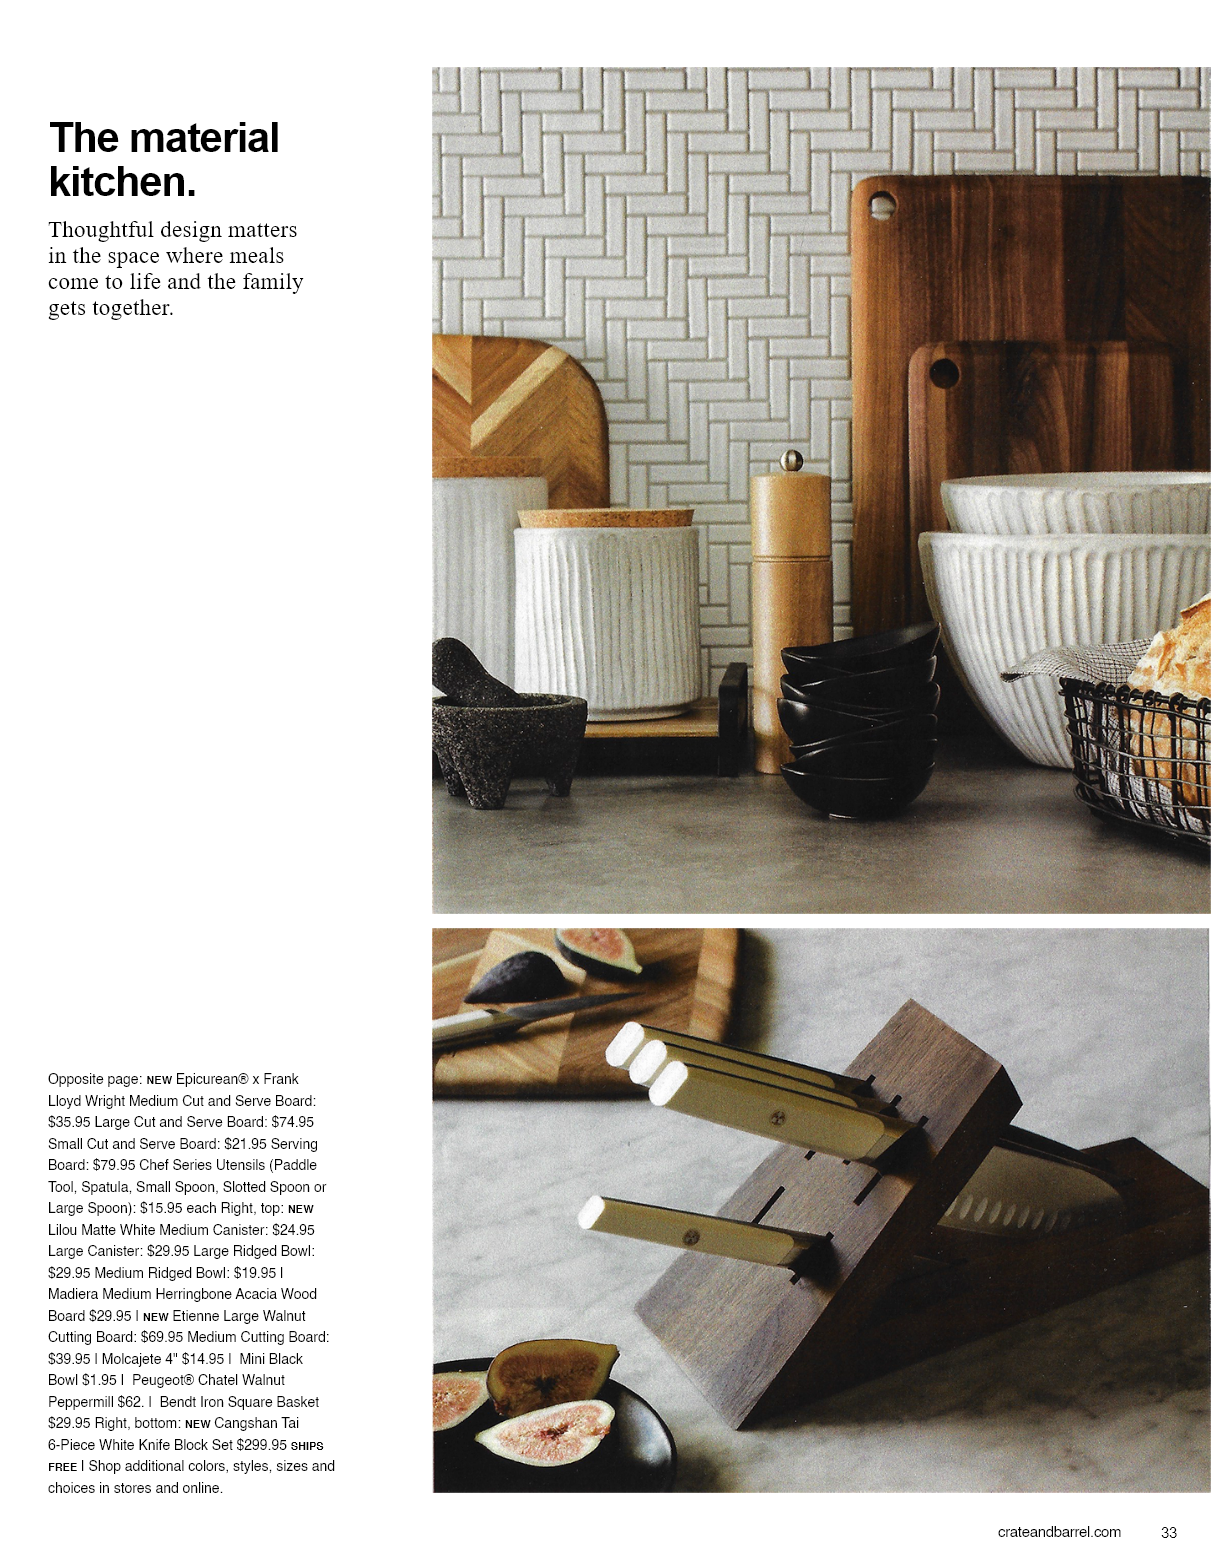 The material
kitchen.
Thoughtful design matters
in the space where meals
come to life and the family
gets together.
Opposite page: NEW Epicurean® x Frank
Lloyd Wright Medium Cut and Serve Board:
$35.95 Large Cut and Serve Board: $74.95
Small Cut and Serve Board: $21.95 Serving
Board: $79.95 Chef Series Utensils (Paddle
Tool, Spatula, Small Spoon, Slotted Spoon or
Large Spoon): $15.95 each Right, top: NEW
Lilou Matte White Medium Canister: $24.95
Large Canister: $29.95 Large Ridged Bowl:
$29.95 Medium Ridged Bowl: $19.95 |
Madiera Medium Herringbone Acacia Wood
Board $29.95 | NEW Etienne Large Walnut
Cutting Board: $69.95 Medium Cutting Board:
$39.95 | Molcajete 4" $14.95 | Mini Black
Bowl $1.95 | Peugeot® Chatel Walnut
Peppermill $62. | Bendt Iron Square Basket
$29.95 Right, bottom: NEW Cangshan Tai
6-Piece White Knife Block Set $299.95 SHIPS
FREE | Shop additional colors, styles, sizes and
choices in stores and online.
crateandbarrel.com 33